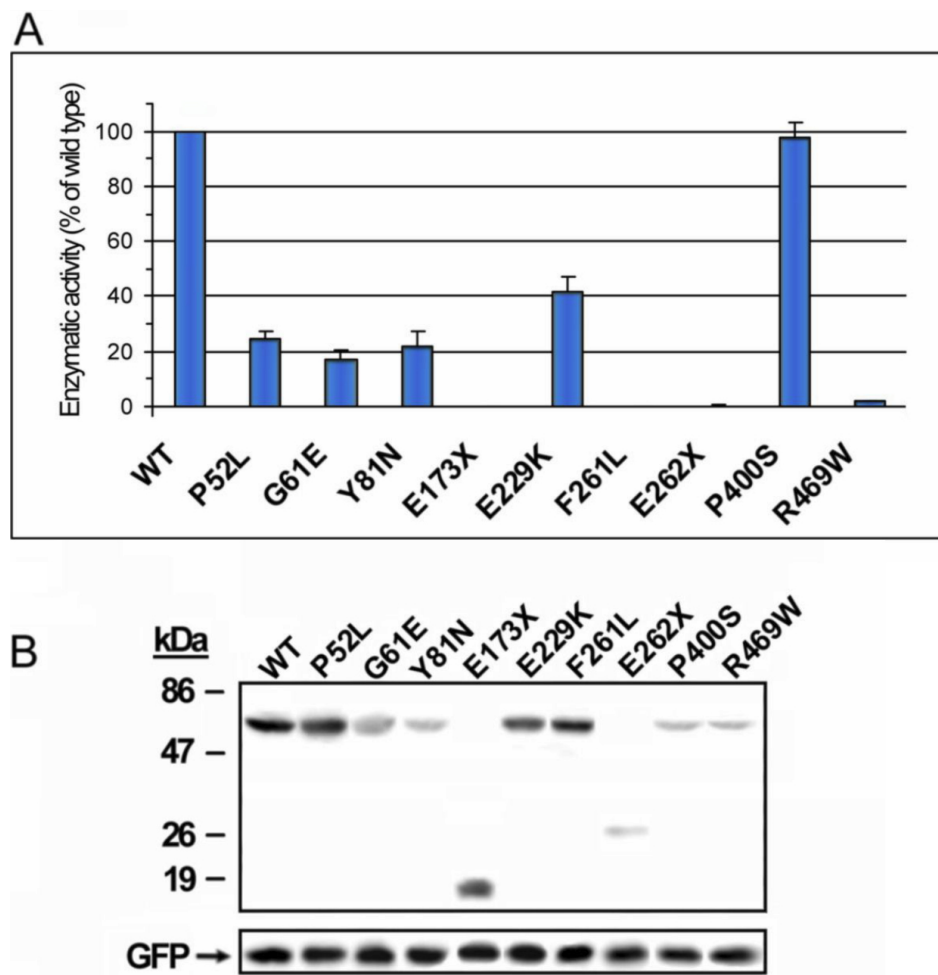 A
Enzymatic activity (% of wild type)
100
80
60
40
20
0
WT P52L G61E Y81N E173X E229K F261L E262X P400S R469W
B
kDa
WT P52L G61E Y81N E173X E229K F261L E262X P400S R469W
86
47
26
19
GFP